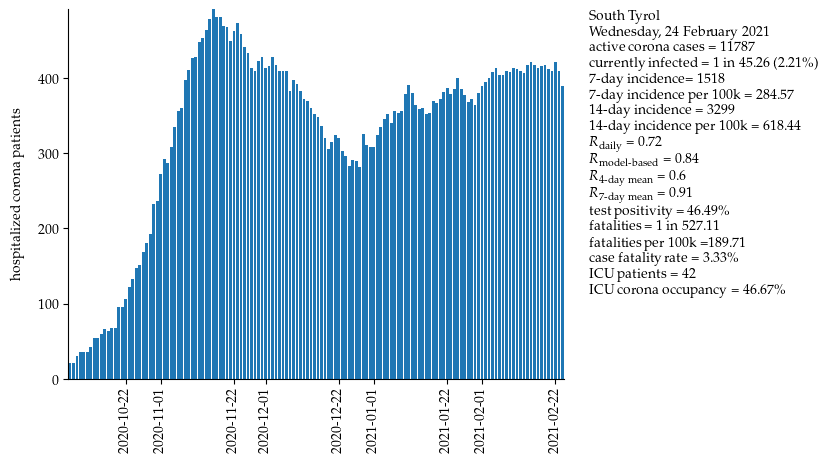 hospitalized corona patients
400
300
200
100
0
2020-10-22
2020-11-01
2020-11-22
2020-12-01
2020-12-22
2021-01-01
2021-01-22
2021-02-01
2021-02-22
South Tyrol
Wednesday, 24 February 2021
active corona cases = 11787
currently infected = 1 in 45.26 (2.21%)
7-day incidence= 1518
7-day incidence per 100k = 284.57
14-day incidence = 3299
14-day incidence per 100k = 618.44
R daily = 0.72
R model-based = 0.84
R 4-day mean = 0.6
R 7-day mean = 0.91
test positivity = 46.49%
fatalities = 1 in 527.11
fatalities per 100k =189.71
case fatality rate = 3.33%
ICU patients = 42
ICU corona occupancy = 46.67%